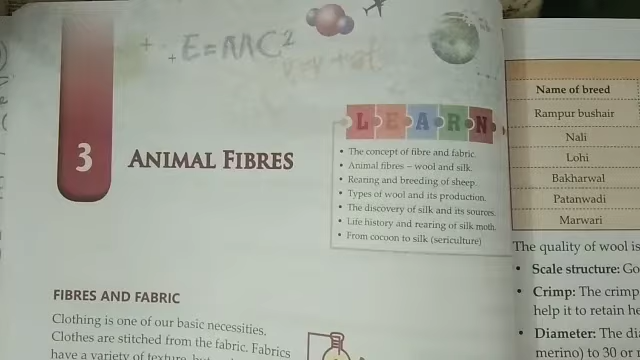 E=MC²
3
ANIMAL FIBRES
LEARN
• The concept of fibre and fabric.
• Animal fibres – wool and silk.
• Rearing and breeding of sheep.
• Types of wool and its production.
• The discovery of silk and its sources.
• Life history and rearing of silk moth.
• From cocoon to silk (sericulture)
FIBRES AND FABRIC
Clothing is one of our basic necessities.
Clothes are stitched from the fabric. Fabrics
have a variety of texture
Name of breed
Rampur bushair
Nali
Lohi
Bakharwal
Patanwadi
Marwari
The quality of wool is
• Scale structure: Go
• Crimp: The crimp
help it to retain he
• Diameter: The dia
merino) to 30 or